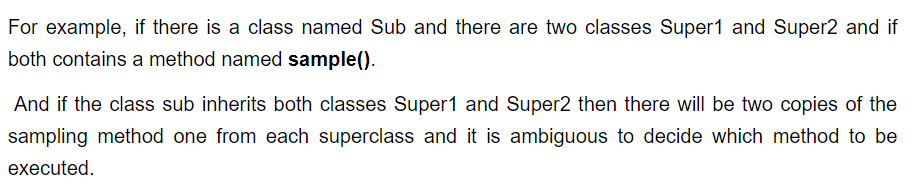 For example, if there is a class named Sub and there are two classes Super1 and Super2 and if
both contains a method named sample().
And if the class sub inherits both classes Super1 and Super2 then there will be two copies of the
sampling method one from each superclass and it is ambiguous to decide which method to be
executed.